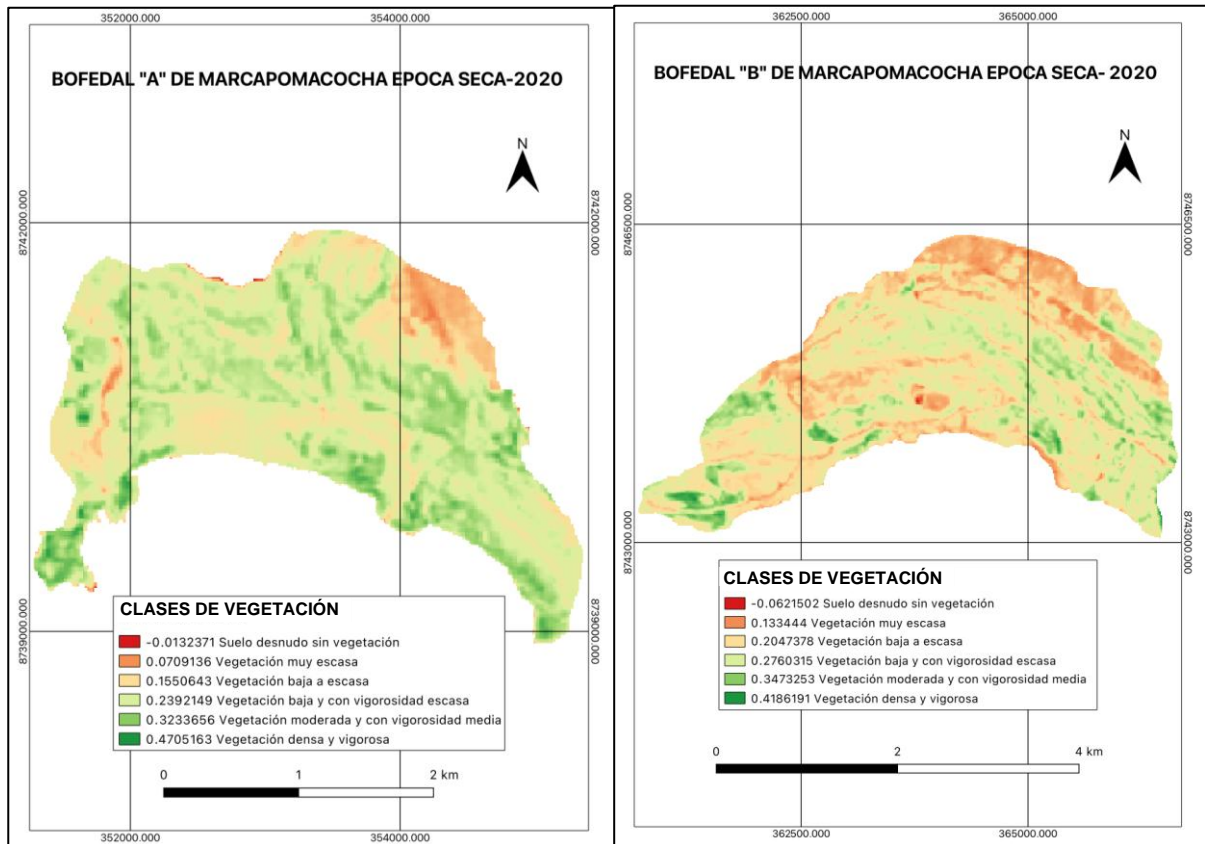 352000.000
354000.000
BOFEDAL "A" DE MARCAPOMACOCHA EPOCA SECA-2020
N
8742000.000
8742000.000
8739000.000
8739000.000
CLASES DE VEGETACIÓN
-0.0132371 Suelo desnudo sin vegetación
0.0709136 Vegetación muy escasa
0.1550643 Vegetación baja a escasa
0.2392149 Vegetación baja y con vigorosidad escasa
0.3233656 Vegetación moderada y con vigorosidad media
0.4705163 Vegetación densa y vigorosa
0 1 2 km
352000.000
354000.000
362500.000
365000.000
BOFEDAL "B" DE MARCAPOMACOCHA EPOCA SECA- 2020
N
8746500.000
8746500.000
8743000.000
8743000.000
CLASES DE VEGETACIÓN
-0.0621502 Suelo desnudo sin vegetación
0.133444 Vegetación muy escasa
0.2047378 Vegetación baja a escasa
0.2760315 Vegetación baja y con vigorosidad escasa
0.3473253 Vegetación moderada y con vigorosidad media
0.4186191 Vegetación densa y vigorosa
0 2 4 km
362500.000
365000.000